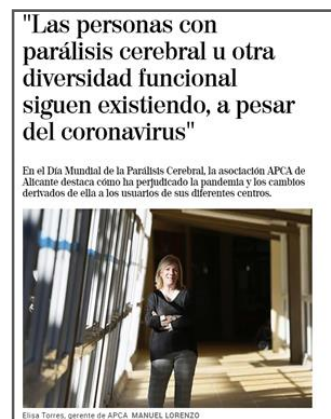 "Las personas con
parálisis cerebral u otra
diversidad funcional
siguen existiendo, a pesar
del coronavirus"
En el Día Mundial de la Parálisis Cerebral, la asociación APCA de
Alicante destaca cómo ha perjudicado la pandemia y los cambios
derivados de ella a los usuarios de sus diferentes centros.
Elisa Torres, gerente de APCA MANUEL LORENZO